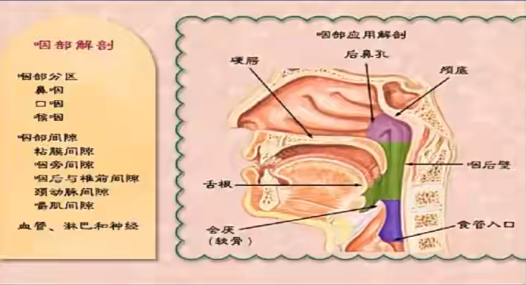 咽部解剖
咽部分区
鼻咽
口咽
喉咽
咽部间隙
粘膜间隙
咽旁间隙
咽后与椎前间隙
颈动脉间隙
嚼肌间隙
血管、淋巴和神经
咽部应用解剖
硬腭
后鼻孔
颅底
咽后壁
舌根
会厌
(软骨)
食管入口